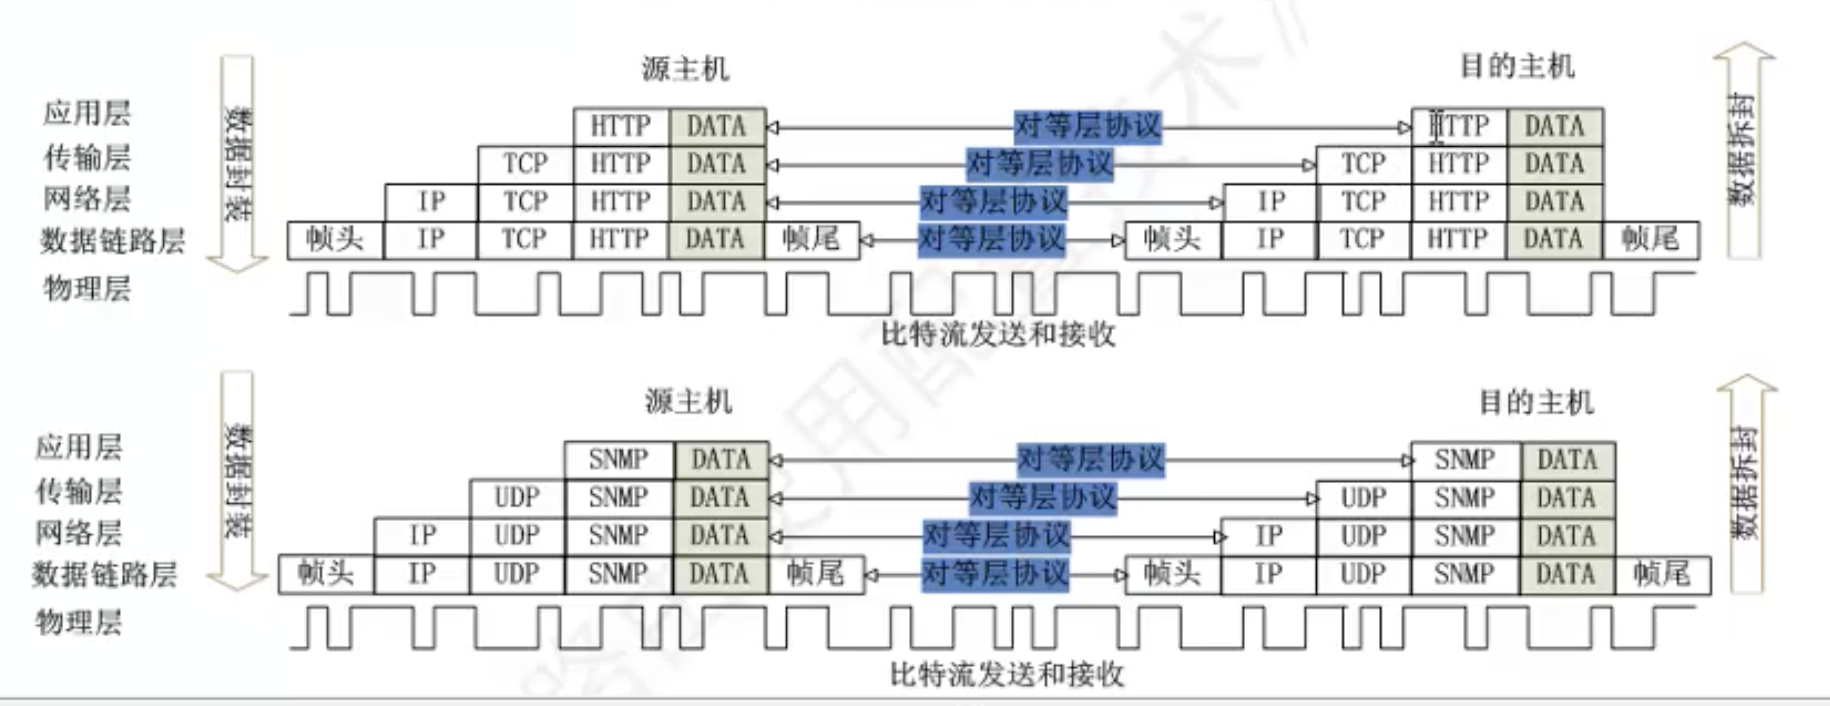 源主机 目的主机
数据封装
数据拆封
应用层 HTTP DATA 对等层协议 HTTP DATA
传输层 TCP HTTP DATA 对等层协议 TCP HTTP DATA
网络层 IP TCP HTTP DATA 对等层协议 IP TCP HTTP DATA
数据链路层 帧头 IP TCP HTTP DATA 帧尾 对等层协议 帧头 IP TCP HTTP DATA 帧尾
物理层
比特流发送和接收
源主机 目的主机
数据封装
数据拆封
应用层 SNMP DATA 对等层协议 SNMP DATA
传输层 UDP SNMP DATA 对等层协议 UDP SNMP DATA
网络层 IP UDP SNMP DATA 对等层协议 IP UDP SNMP DATA
数据链路层 帧头 IP UDP SNMP DATA 帧尾 对等层协议 帧头 IP UDP SNMP DATA 帧尾
物理层
比特流发送和接收